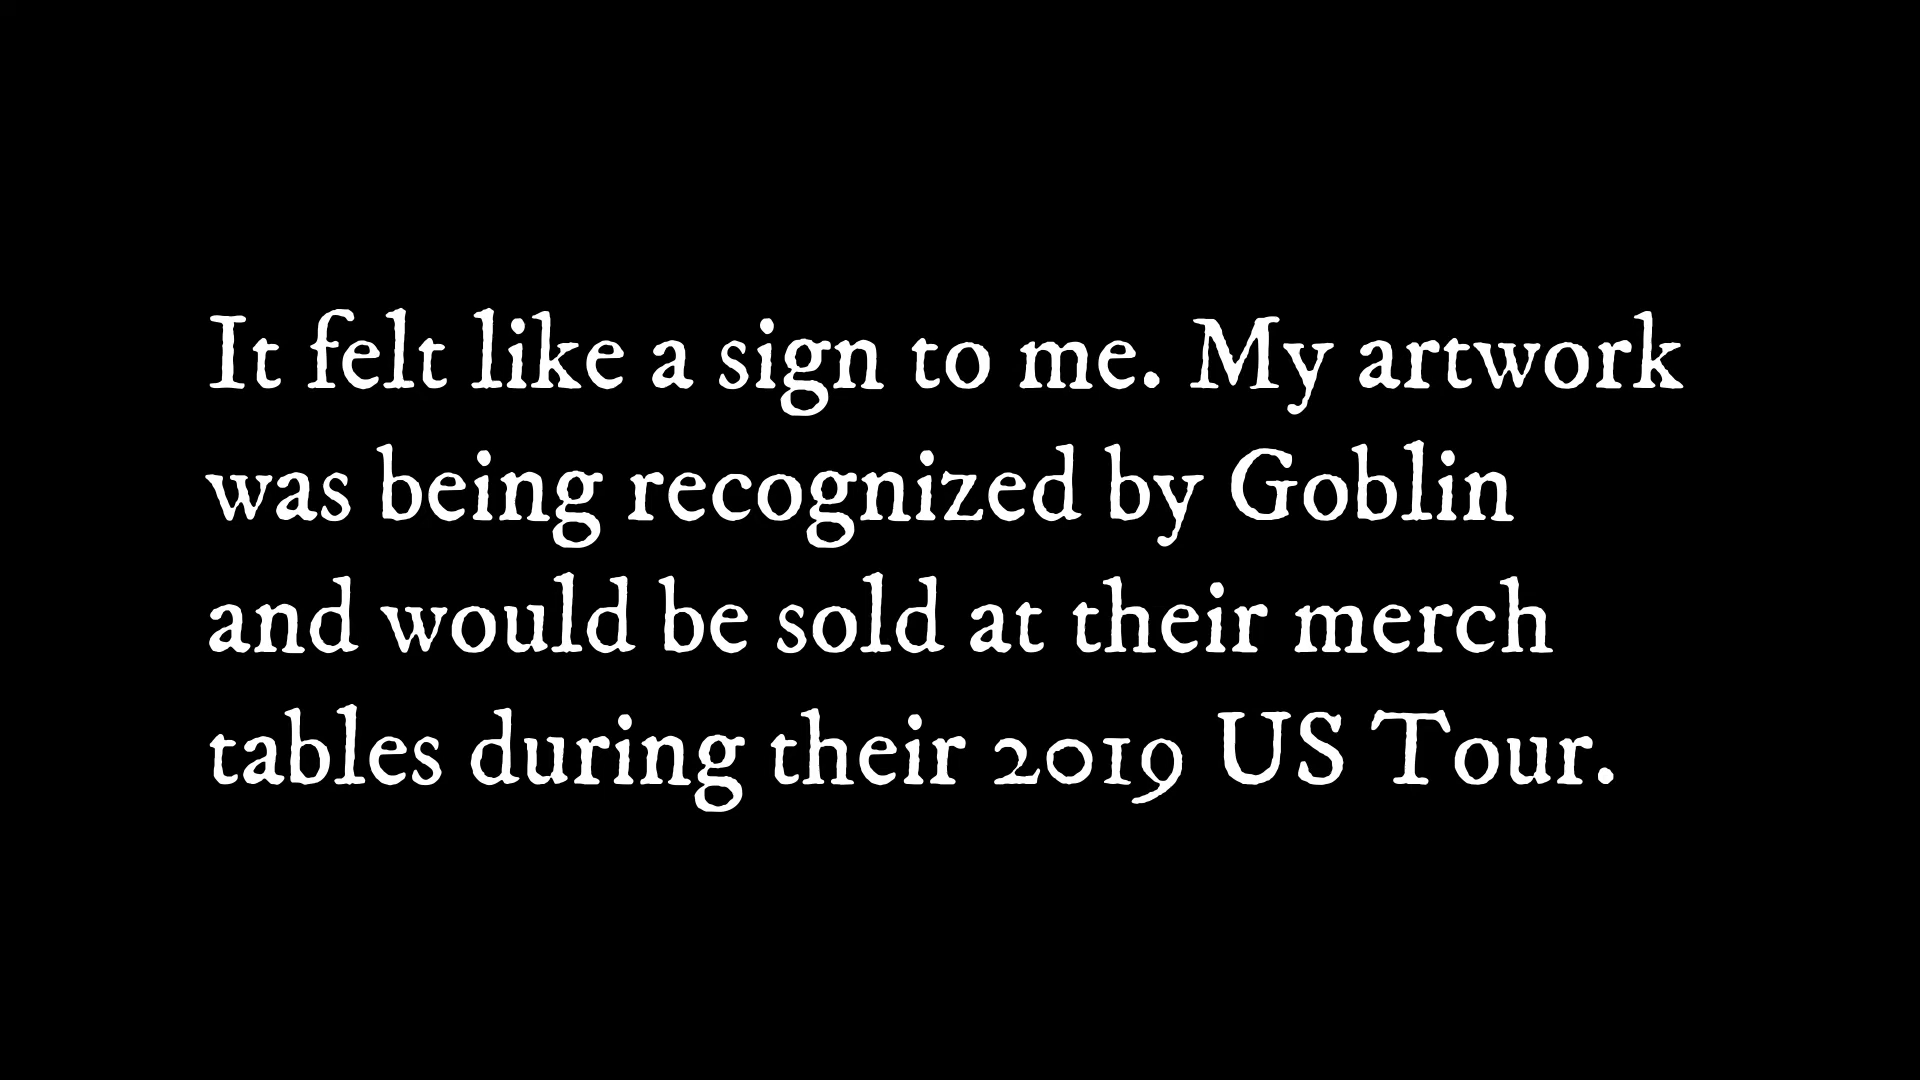 It felt like a sign to me. My artwork
was being recognized by Goblin
and would be sold at their merch
tables during their 2019 US Tour.